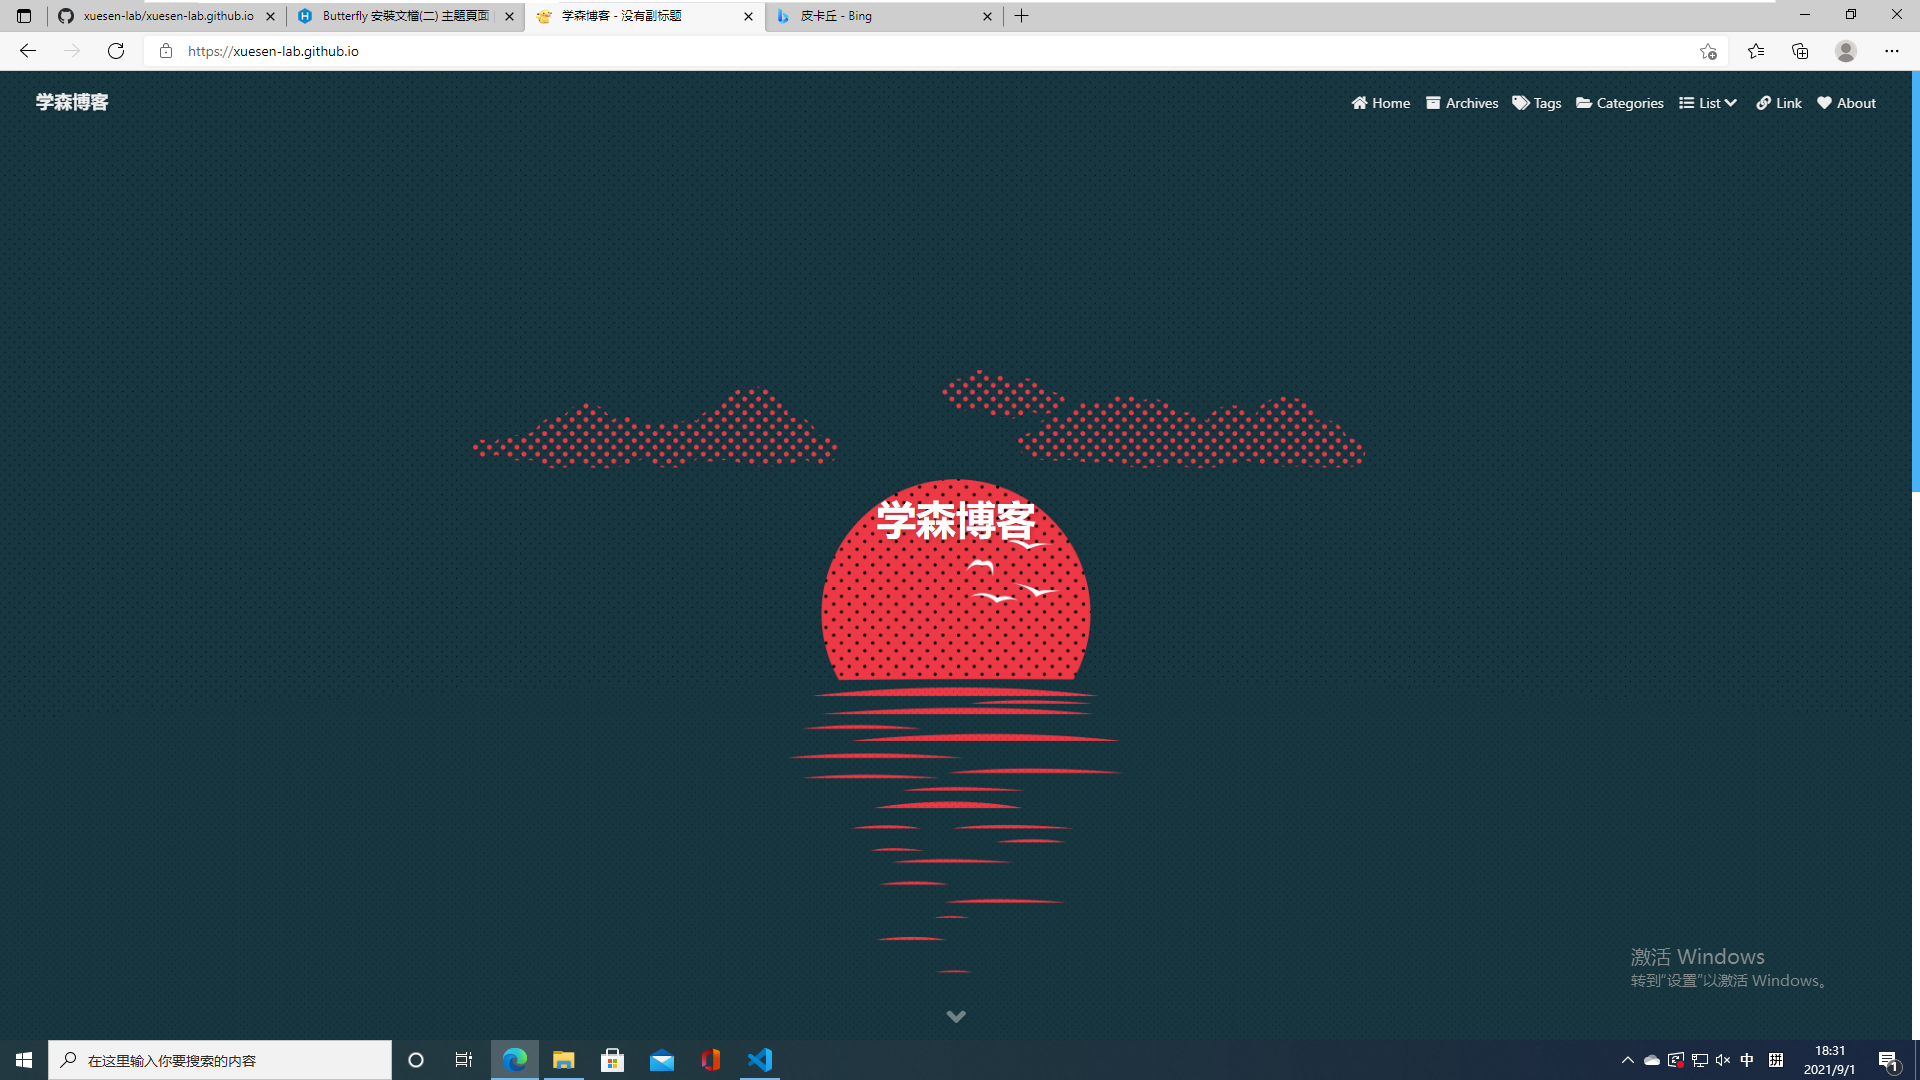 xuesen-lab/xuesen-lab.github.io
Butterfly 安裝文檔(二) 主題頁面
学森博客 - 没有副标题
皮卡丘 - Bing
https://xuesen-lab.github.io
学森博客
Home
Archives
Tags
Categories
List
Link
About
学森博客
激活 Windows
转到“设置”以激活 Windows。
在这里输入你要搜索的内容
中
拼
18:31
2021/9/1
1